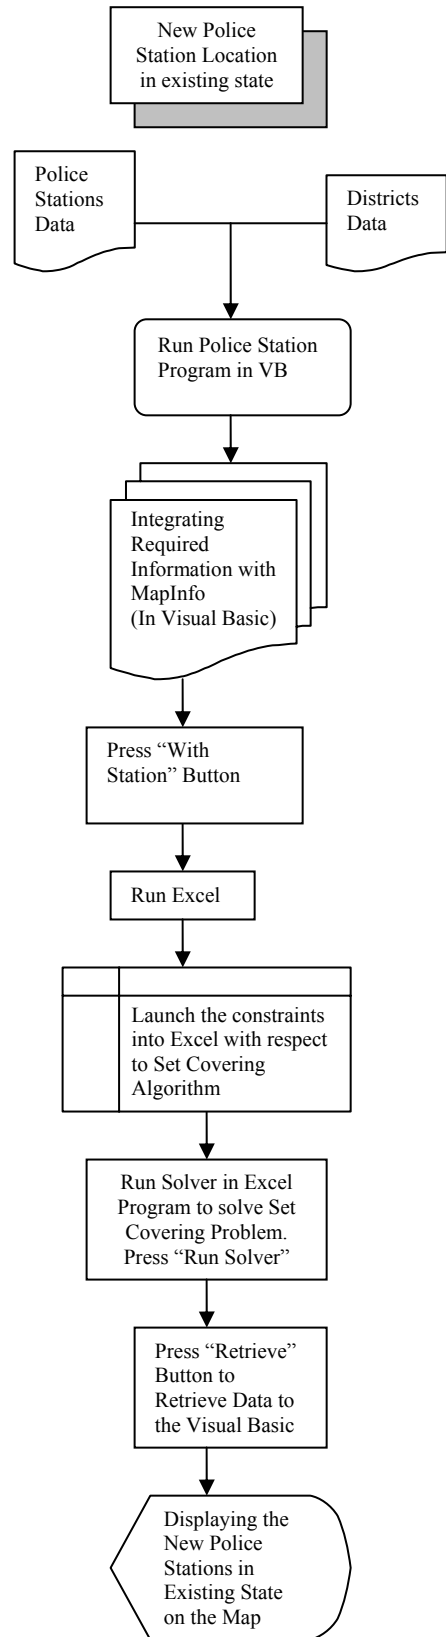 New Police
Station Location
in existing state
Police
Stations
Data
Districts
Data
Run Police Station
Program in VB
Integrating
Required
Information with
MapInfo
(In Visual Basic)
Press “With
Station” Button
Run Excel
Launch the constraints
into Excel with respect
to Set Covering
Algorithm
Run Solver in Excel
Program to solve Set
Covering Problem.
Press “Run Solver”
Press “Retrieve”
Button to
Retrieve Data to
the Visual Basic
Displaying the
New Police
Stations in
Existing State
on the Map